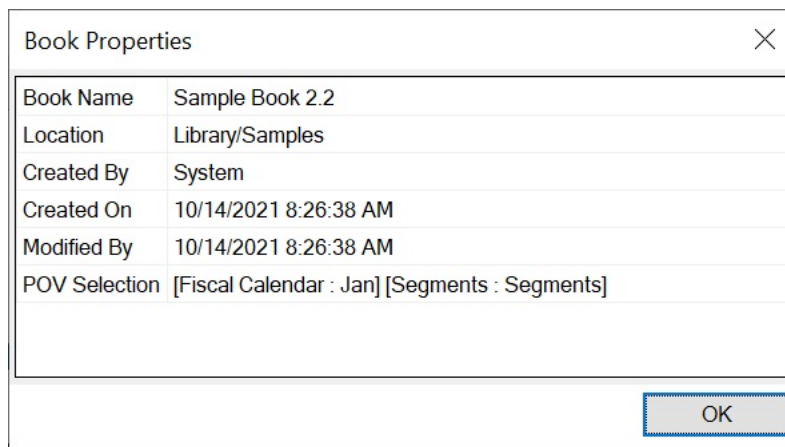 Book Properties
Book Name Sample Book 2.2
Location Library/Samples
Created By System
Created On 10/14/2021 8:26:38 AM
Modified By 10/14/2021 8:26:38 AM
POV Selection [Fiscal Calendar : Jan] [Segments : Segments]
OK